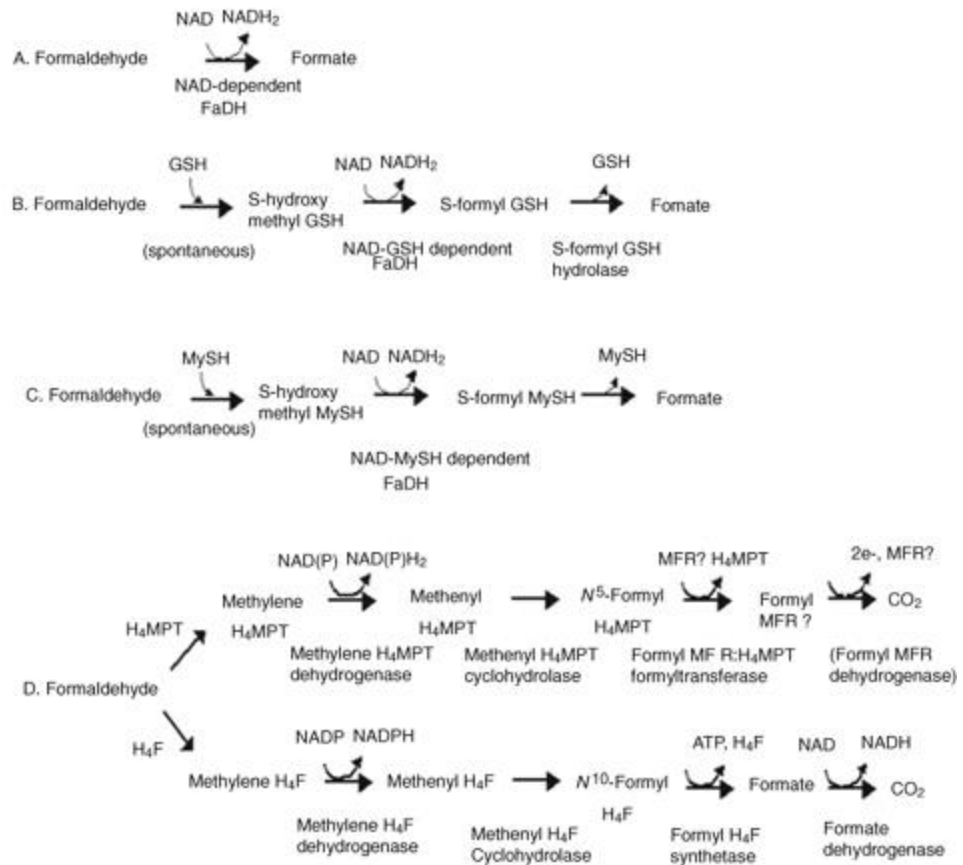 NAD NADH2
A. Formaldehyde Formate
NAD-dependent
FaDH
GSH NAD NADH2 GSH
B. Formaldehyde S-hydroxy methyl GSH S-formyl GSH Fomate
(spontaneous) NAD-GSH dependent FaDH S-formyl GSH hydrolase
MySH NAD NADH2 MySH
C. Formaldehyde S-hydroxy methyl MySH S-formyl MySH Formate
(spontaneous)
NAD-MySH dependent
FaDH
NAD(P) NAD(P)H2 MFR? H4MPT 2e-, MFR?
Methylene Methenyl N5-Formyl Formyl CO2
H4MPT H4MPT H4MPT H4MPT MFR ?
Methylene H4MPT Methenyl H4MPT Formyl MF R:H4MPT (Formyl MFR
dehydrogenase cyclohydrolase formyltransferase dehydrogenase)
D. Formaldehyde
H4F NADP NADPH ATP, H4F NAD NADH
Methylene H4F Methenyl H4F N10-Formyl Formate CO2
H4F
Methylene H4F Methenyl H4F Formyl H4F Formate
dehydrogenase Cyclohydrolase synthetase dehydrogenase